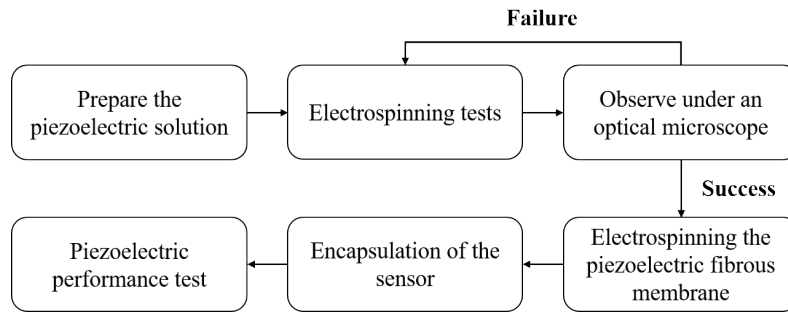 Failure
Prepare the
piezoelectric solution
Electrospinning tests
Observe under an
optical microscope
Success
Piezoelectric
performance test
Encapsulation of the
sensor
Electrospinning the
piezoelectric fibrous
membrane